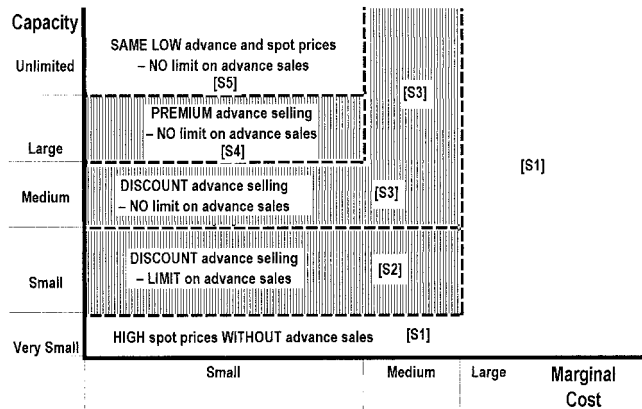 Capacity
SAME LOW advance and spot prices
Unlimited
– NO limit on advance sales
[S5]
[S3]
PREMIUM advance selling
– NO limit on advance sales
Large
[S4]
[S1]
DISCOUNT advance selling
[S3]
Medium
– NO limit on advance sales
DISCOUNT advance selling
[S2]
Small
– LIMIT on advance sales
HIGH spot prices WITHOUT advance sales
[S1]
Very Small
Small
Medium
Large
Marginal
Cost